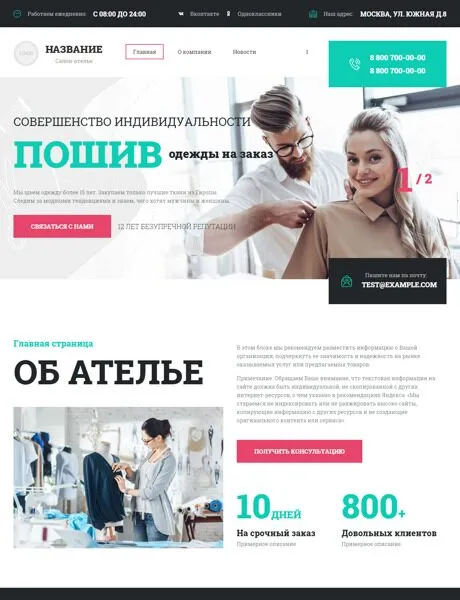 Работаем ежедневно: С 08:00 ДО 24:00 Вконтакте Одноклассники Наш адрес: МОСКВА, УЛ. ЮЖНАЯ Д.8
LOGO
НАЗВАНИЕ
Салон-ателье
Главная О компании Новости
8 800 700-00-00
8 800 700-00-00
СОВЕРШЕНСТВО ИНДИВИДУАЛЬНОСТИ
ПОШИВ одежды на заказ
1 / 2
Мы шьем одежду более 15 лет. Закупаем только лучшие ткани из Европы.
Следим за модными тенденциями и знаем, чего хотят мужчины и женщины.
СВЯЗАТЬСЯ С НАМИ
12 ЛЕТ БЕЗУПРЕЧНОЙ РЕПУТАЦИИ
Пишите нам на почту:
TEST@EXAMPLE.COM
Главная страница
ОБ АТЕЛЬЕ
В этом блоке мы рекомендуем разместить информацию о Вашей
организации, подчеркнуть ее значимость и надежность на рынке
оказываемых услуг или предлагаемых товаров.
Примечание: Обращаем Ваше внимание, что текстовая информация на
сайте должна быть индивидуальной, не скопированной с других
интернет-ресурсов, о чем указано в рекомендациях Яндекса: «Мы
стараемся не индексировать или не ранжировать высоко сайты,
копирующие информацию с других ресурсов и не создающие
оригинального контента или сервиса».
ПОЛУЧИТЬ КОНСУЛЬТАЦИЮ
10 ДНЕЙ
На срочный заказ
Примерное описание
800+
Довольных клиентов
Примерное описание